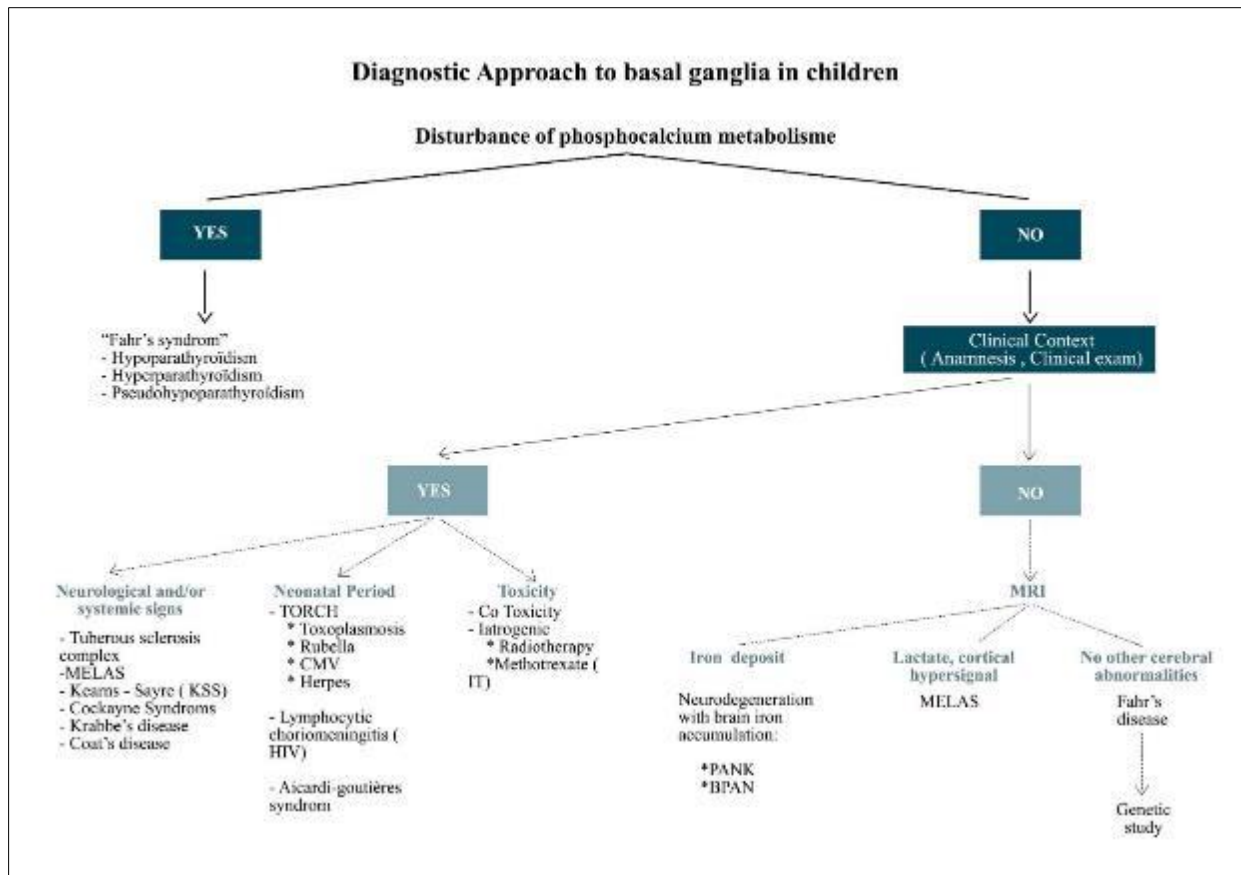 Diagnostic Approach to basal ganglia in children
Disturbance of phosphocalcium metabolisme
YES
NO
“Fahr’s syndrom”
- Hypoparathyroïdism
- Hyperparathyroïdism
- Pseudohypoparathyroïdism
Clinical Context
( Anamnesis , Clinical exam)
YES
NO
Neurological and/or
systemic signs
- Tuberous sclerosis
complex
-MELAS
- Kearns - Sayre ( KSS)
- Cockayne Syndroms
- Krabbe’s disease
- Coat’s disease
Neonatal Period
- TORCH
* Toxoplasmosis
* Rubella
* CMV
* Herpes
- Lymphocytic
choriomeningitis (
HIV)
- Aicardi-goutières
syndrom
Toxicity
- Co Toxicity
- Iatrogenic
* Radiotherapy
*Methotrexate (
IT)
MRI
Iron deposit
Neurodegeneration
with brain iron
accumulation:
*PANK
*BPAN
Lactate, cortical
hypersignal
MELAS
No other cerebral
abnormalities
Fahr’s
disease
Genetic
study